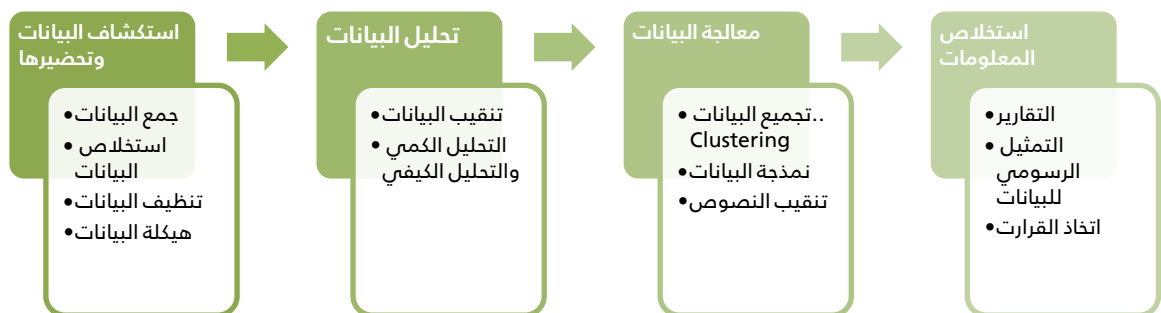 استكشاف البيانات
وتحضيرها
•جمع البيانات
•استخلاص
البيانات
•تنظيف البيانات
•هيكلة البيانات
تحليل البيانات
•تنقيب البيانات
•التحليل الكمي
والتحليل الكيفي
معالجة البيانات
•تجميع البيانات..
Clustering
•نمذجة البيانات
•تنقيب النصوص
استخلاص
المعلومات
•التقارير
•التمثيل
الرسومي
للبيانات
•اتخاذ القرارت